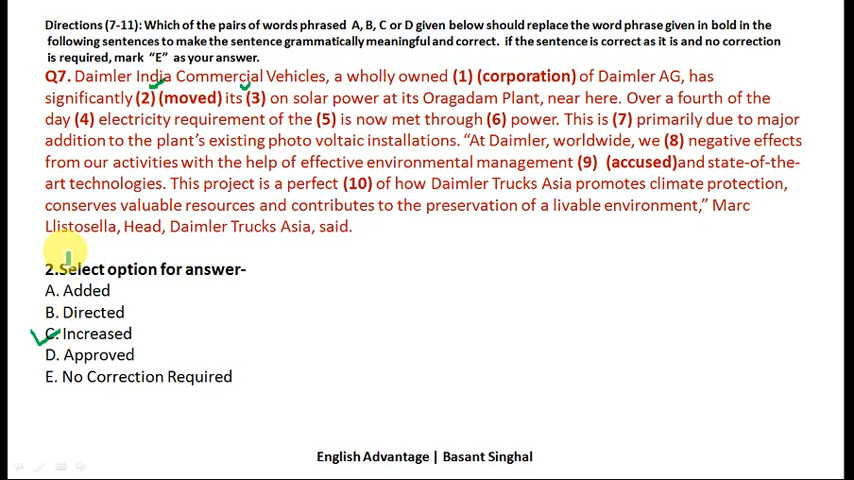 Directions (7-11): Which of the pairs of words phrased A, B, C or D given below should replace the word phrase given in bold in the
following sentences to make the sentence grammatically meaningful and correct. if the sentence is correct as it is and no correction
is required, mark “E” as your answer.
Q7. Daimler India Commercial Vehicles, a wholly owned (1) (corporation) of Daimler AG, has
significantly (2) (moved) its (3) on solar power at its Oragadam Plant, near here. Over a fourth of the
day (4) electricity requirement of the (5) is now met through (6) power. This is (7) primarily due to major
addition to the plant’s existing photo voltaic installations. “At Daimler, worldwide, we (8) negative effects
from our activities with the help of effective environmental management (9) (accused)and state-of-the-
art technologies. This project is a perfect (10) of how Daimler Trucks Asia promotes climate protection,
conserves valuable resources and contributes to the preservation of a livable environment,” Marc
Llistosella, Head, Daimler Trucks Asia, said.
2.Select option for answer-
A. Added
B. Directed
C. Increased
D. Approved
E. No Correction Required
English Advantage | Basant Singhal